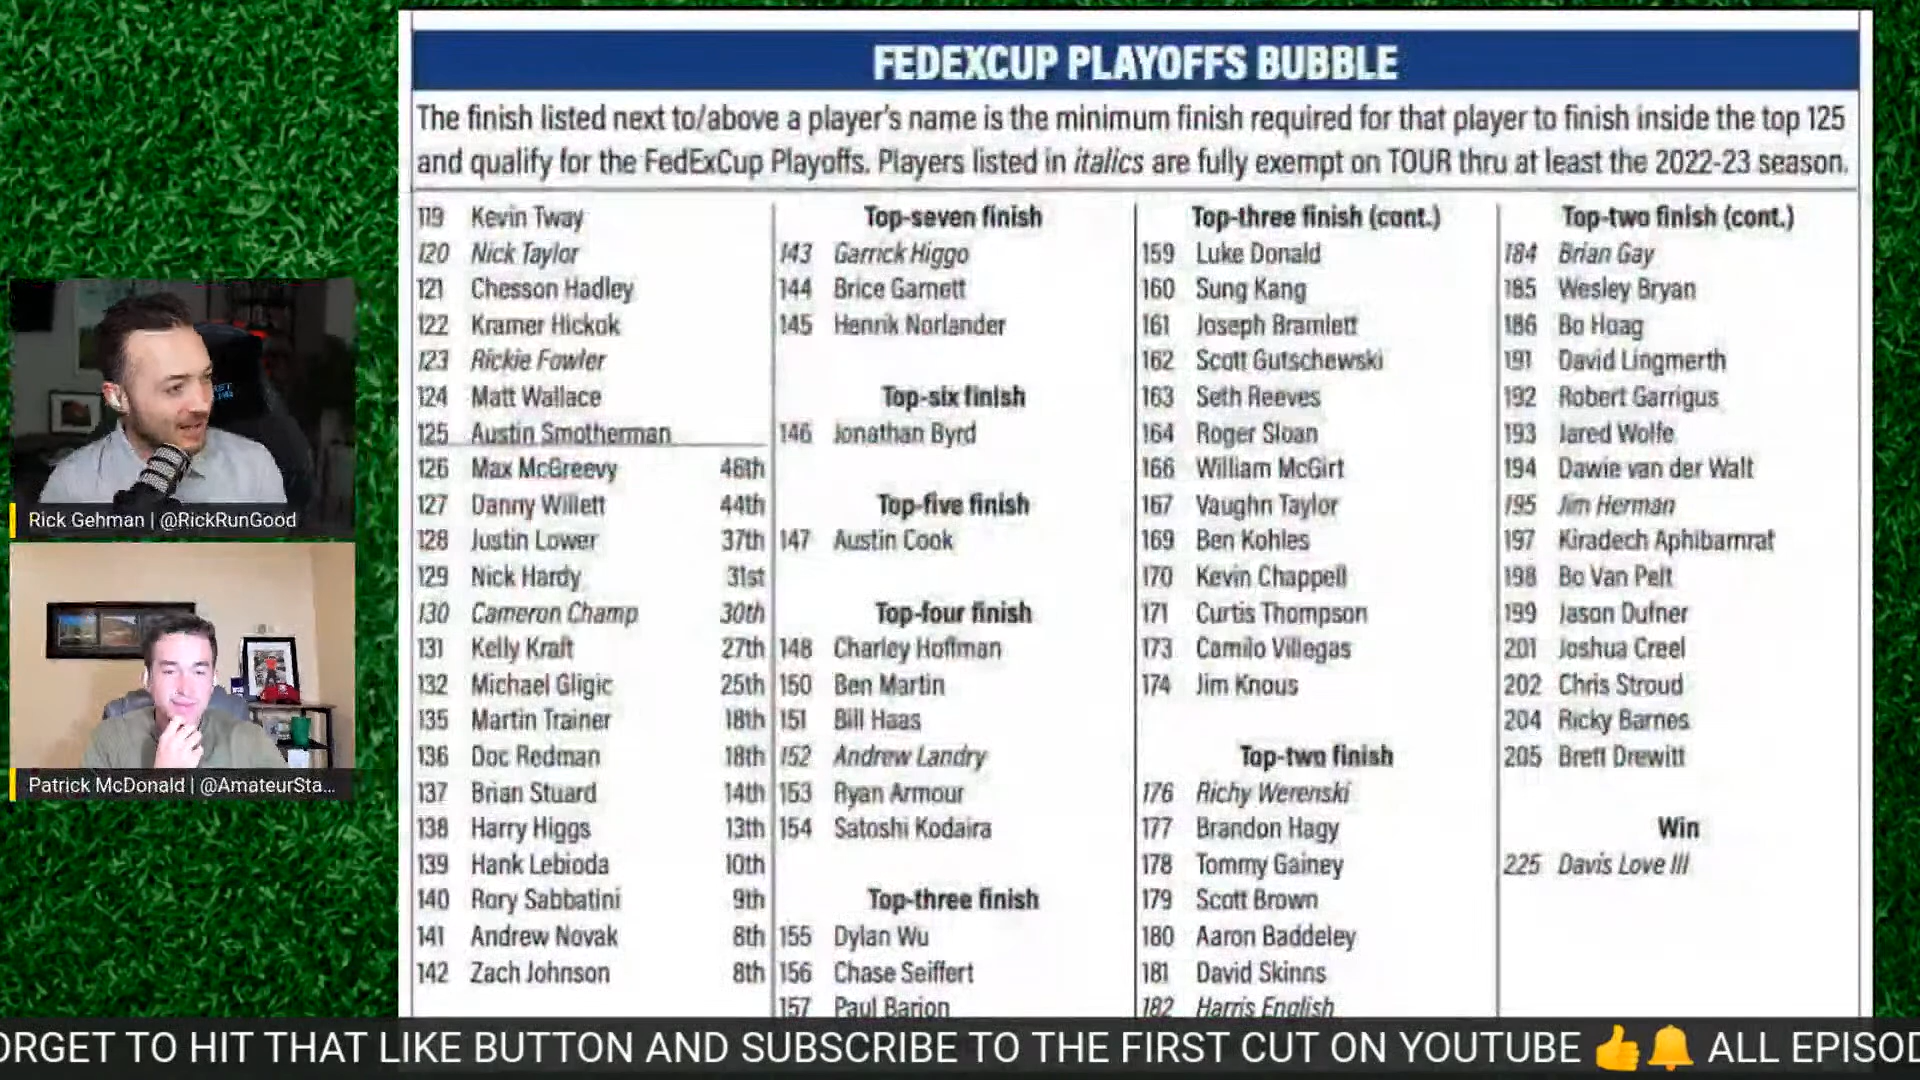 FEDEXCUP PLAYOFFS BUBBLE
The finish listed next to/above a player's name is the minimum finish required for that player to finish inside the top 125
and qualify for the FedExCup Playoffs. Players listed in italics are fully exempt on TOUR thru at least the 2022-23 season.
119 Kevin Tway
120 Nick Taylor
121 Chesson Hadley
122 Kramer Hickok
123 Rickie Fowler
124 Matt Wallace
125 Austin Smotherman
126 Max McGreevy 46th
127 Danny Willett 44th
128 Justin Lower 37th
129 Nick Hardy 31st
130 Cameron Champ 30th
131 Kelly Kraft 27th
132 Michael Gligic 25th
135 Martin Trainer 18th
136 Doc Redman 18th
137 Brian Stuard 14th
138 Harry Higgs 13th
139 Hank Lebioda 10th
140 Rory Sabbatini 9th
141 Andrew Novak 8th
142 Zach Johnson 8th
Top-seven finish
143 Garrick Higgo
144 Brice Garnett
145 Henrik Norlander
Top-six finish
146 Jonathan Byrd
Top-five finish
147 Austin Cook
Top-four finish
148 Charley Hoffman
150 Ben Martin
151 Bill Haas
152 Andrew Landry
153 Ryan Armour
154 Satoshi Kodaira
Top-three finish
155 Dylan Wu
156 Chase Seiffert
157 Paul Barjon
Top-three finish (cont.)
159 Luke Donald
160 Sung Kang
161 Joseph Bramlett
162 Scott Gutschewski
163 Seth Reeves
164 Roger Sloan
166 William McGirt
167 Vaughn Taylor
169 Ben Kohles
170 Kevin Chappell
171 Curtis Thompson
173 Camilo Villegas
174 Jim Knous
Top-two finish
176 Richy Werenski
177 Brandon Hagy
178 Tommy Gainey
179 Scott Brown
180 Aaron Baddeley
181 David Skinns
182 Harris English
Top-two finish (cont.)
184 Brian Gay
185 Wesley Bryan
186 Bo Hoag
191 David Lingmerth
192 Robert Garrigus
193 Jared Wolfe
194 Dawie van der Walt
195 Jim Herman
197 Kiradech Aphibarnrat
198 Bo Van Pelt
199 Jason Dufner
201 Joshua Creel
202 Chris Stroud
204 Ricky Barnes
205 Brett Drewitt
Win
225 Davis Love III
Rick Gehman | @RickRunGood
Patrick McDonald | @AmateurSta...
ORGET TO HIT THAT LIKE BUTTON AND SUBSCRIBE TO THE FIRST CUT ON YOUTUBE 👍🔔 ALL EPISOD